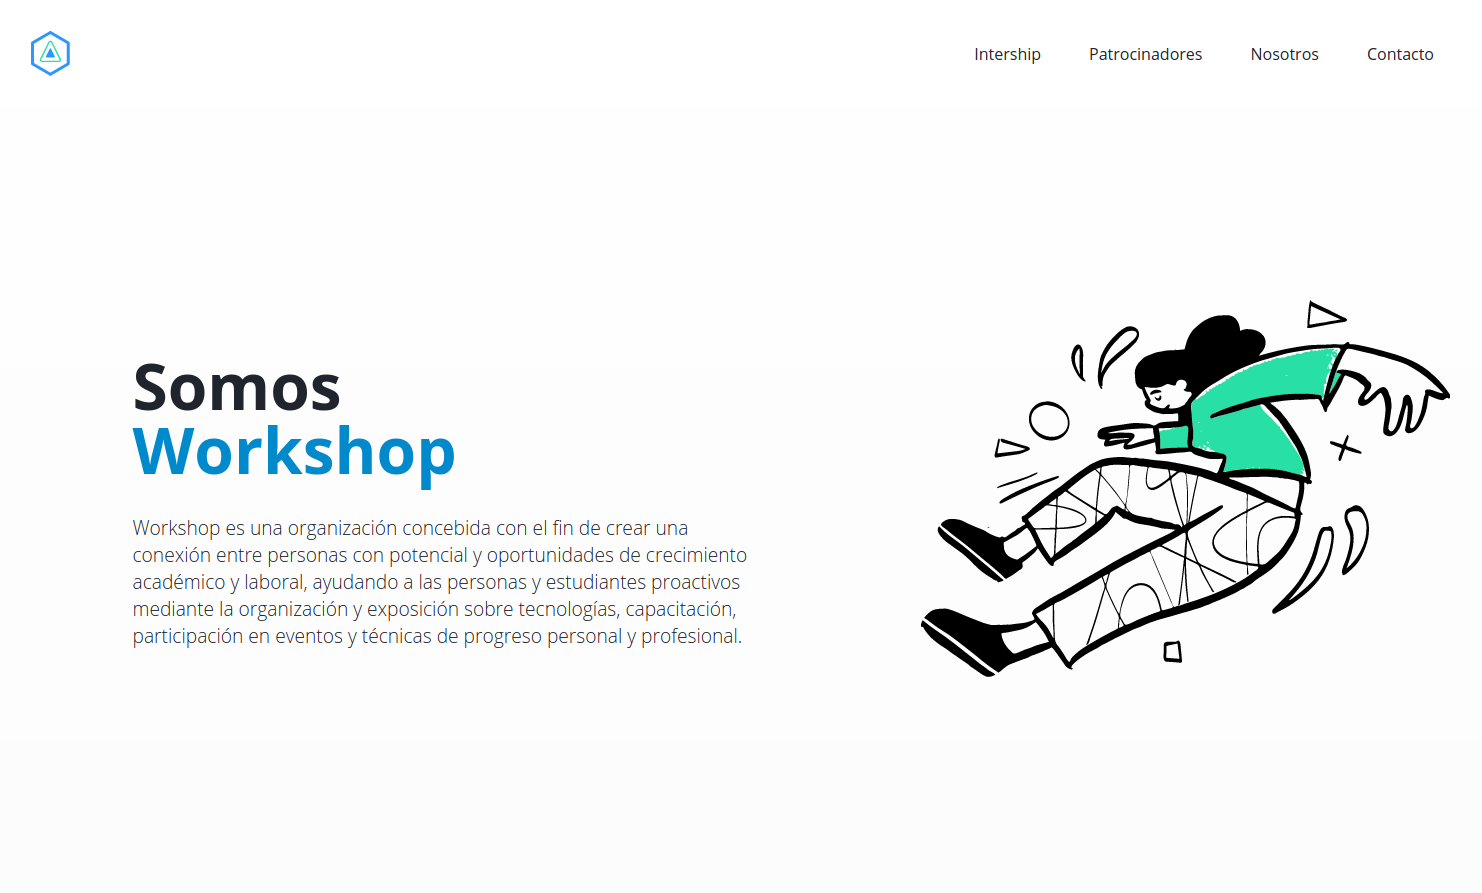 Intership Patrocinadores Nosotros Contacto
Somos
Workshop
Workshop es una organización concebida con el fin de crear una
conexión entre personas con potencial y oportunidades de crecimiento
académico y laboral, ayudando a las personas y estudiantes proactivos
mediante la organización y exposición sobre tecnologías, capacitación,
participación en eventos y técnicas de progreso personal y profesional.